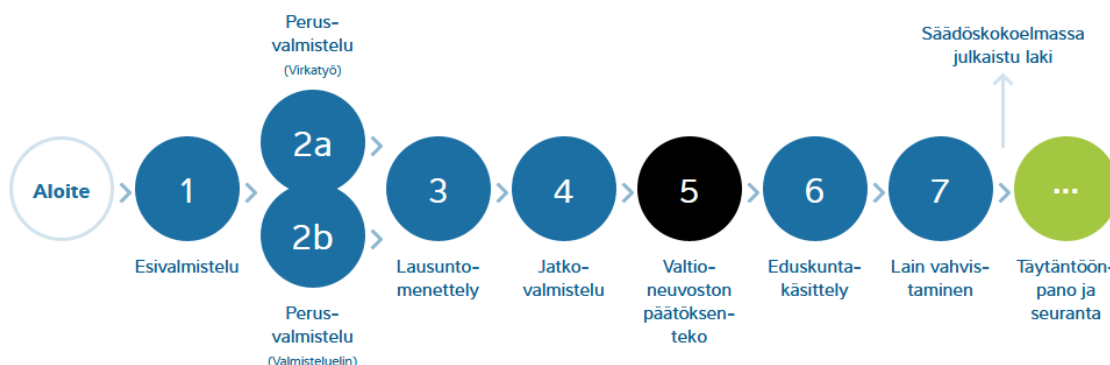 Perus-
valmistelu
(Virkatyö)
Säädöskokoelmassa
julkaistu laki
Aloite
1
2a
2b
3
4
5
6
7
...
Esivalmistelu
Perus-
valmistelu
(Valmisteluelin)
Lausunto-
menettely
Jatko-
valmistelu
Valtio-
neuvoston
päätöksen-
teko
Eduskunta-
käsittely
Lain vahvis-
taminen
Täytäntöön-
pano ja
seuranta